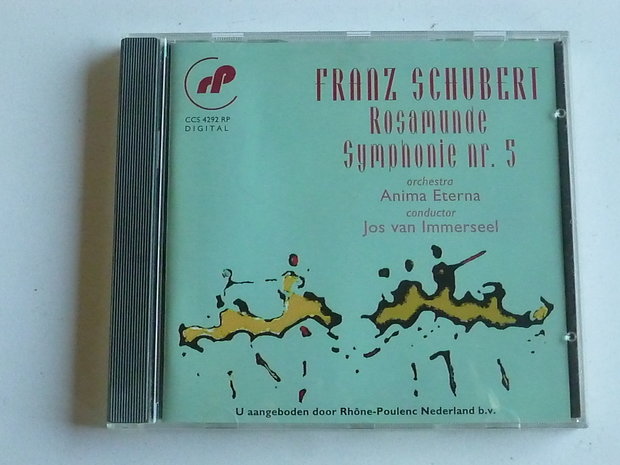 rP
CCS 4292 RP
DIGITAL
FRANZ SCHUBERT
Rosamunde
Symphonie nr. 5
orchestra
Anima Eterna
conductor
Jos van Immerseel
U aangeboden door Rhône-Poulenc Nederland b.v.